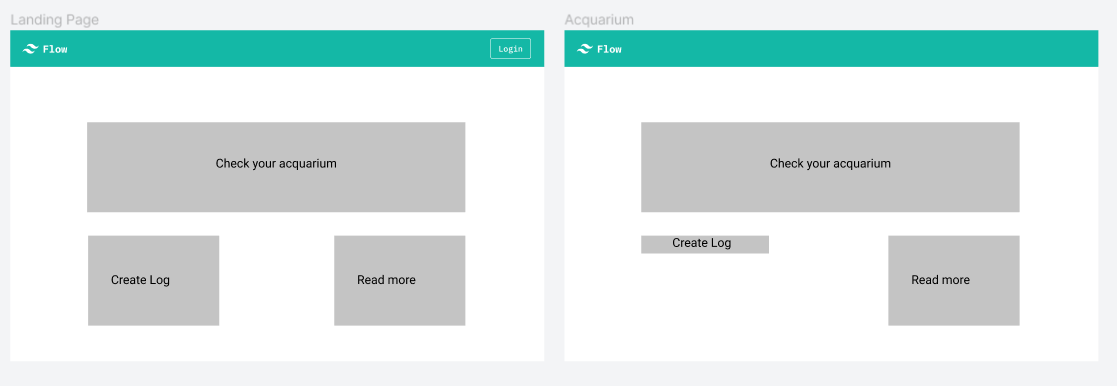 Landing Page
Flow
Login
Check your acquarium
Create Log
Read more
Acquarium
Flow
Check your acquarium
Create Log
Read more